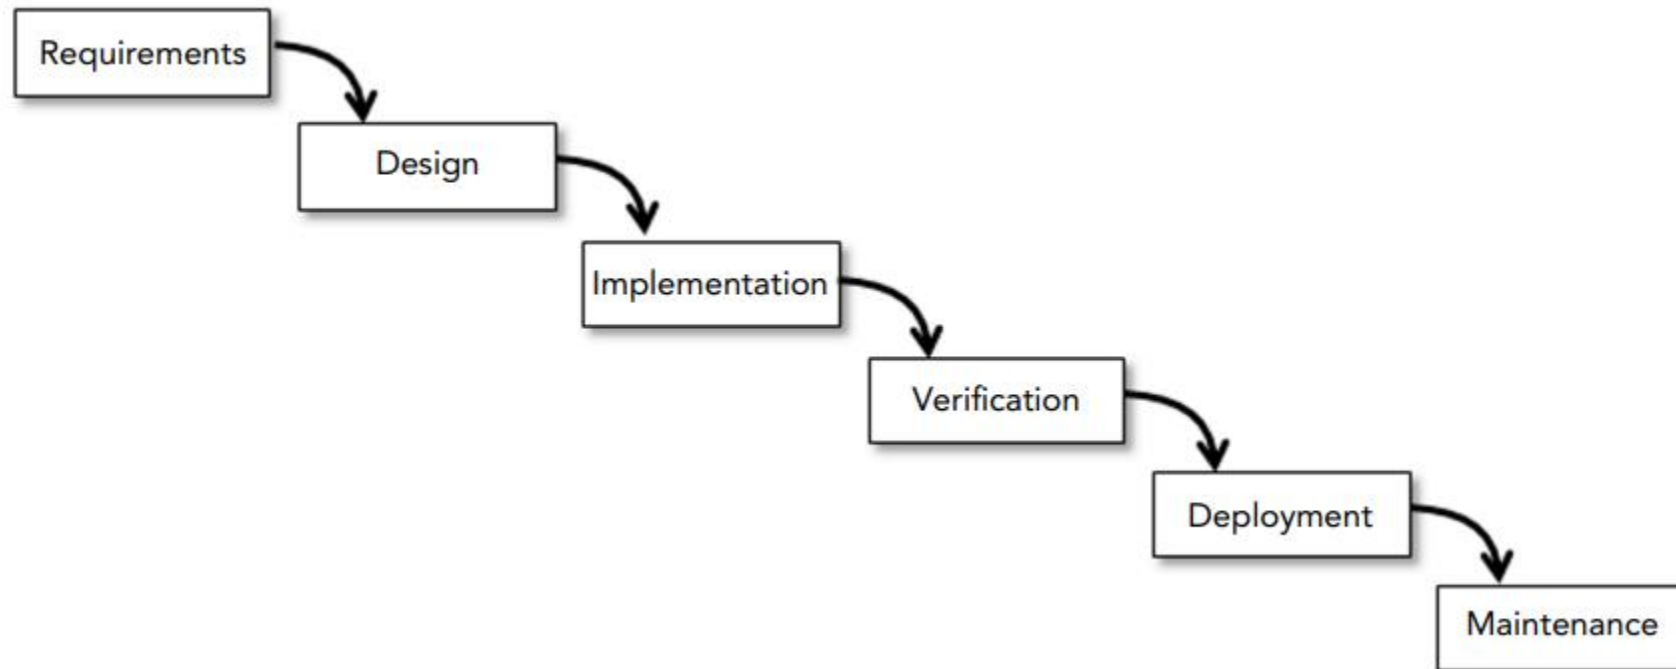 Requirements
Design
Implementation
Verification
Deployment
Maintenance